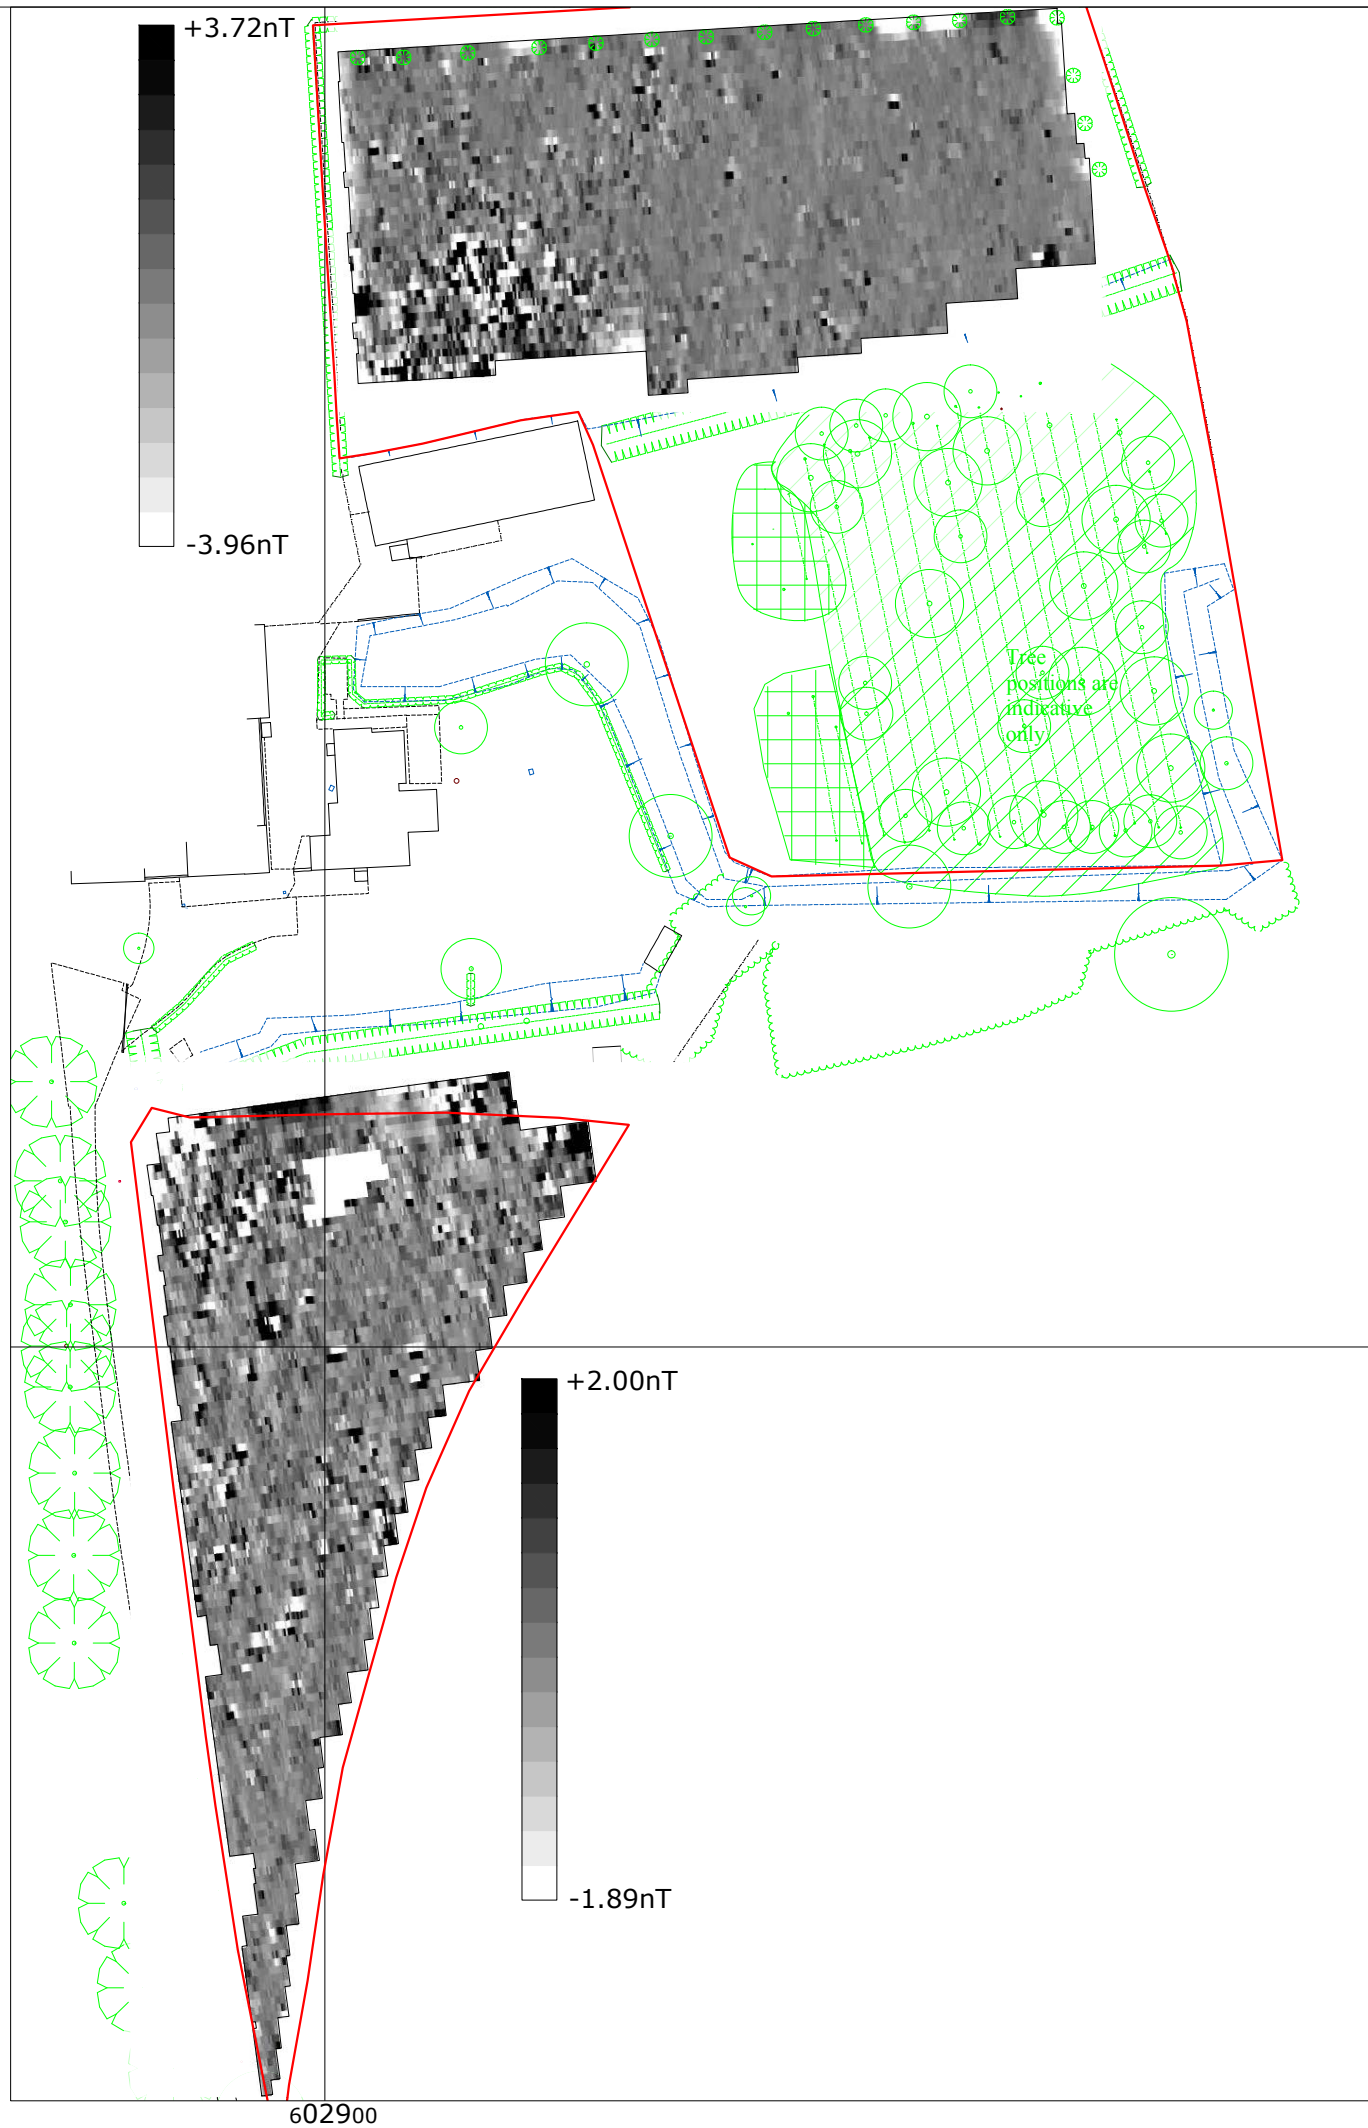 +3.72nT
-3.96nT
Tree
positions are
indicative
only
+2.00nT
-1.89nT
602900